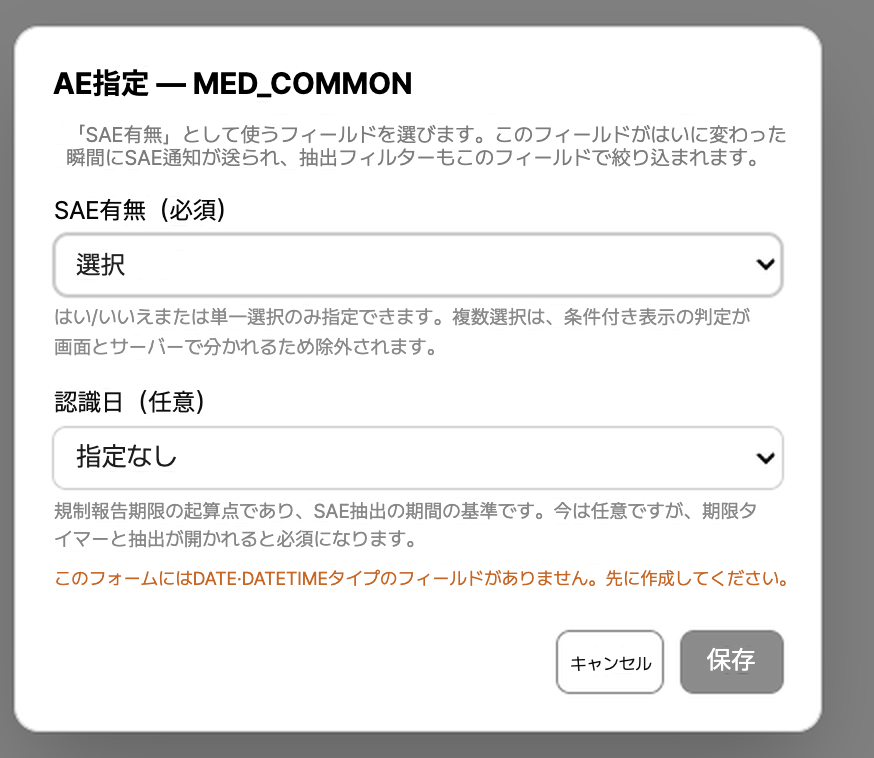 AE指定 — MED_COMMON
「SAE有無」として使うフィールドを選びます。このフィールドがはいに変わった
瞬間にSAE通知が送られ、抽出フィルターもこのフィールドで絞り込まれます。
SAE有無（必須）
選択
はい/いいえまたは単一選択のみ指定できます。複数選択は、条件付き表示の判定が
画面とサーバーで分かれるため除外されます。
認識日（任意）
指定なし
規制報告期限の起算点であり、SAE抽出の期間の基準です。今は任意ですが、期限タ
イマーと抽出が開かれると必須になります。
このフォームにはDATE·DATETIMEタイプのフィールドがありません。先に作成してください。
キャンセル
保存